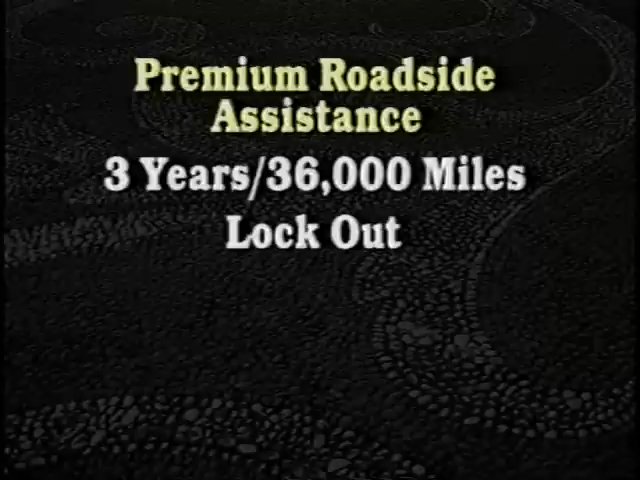 Premium Roadside
Assistance
3 Years/36,000 Miles
Lock Out